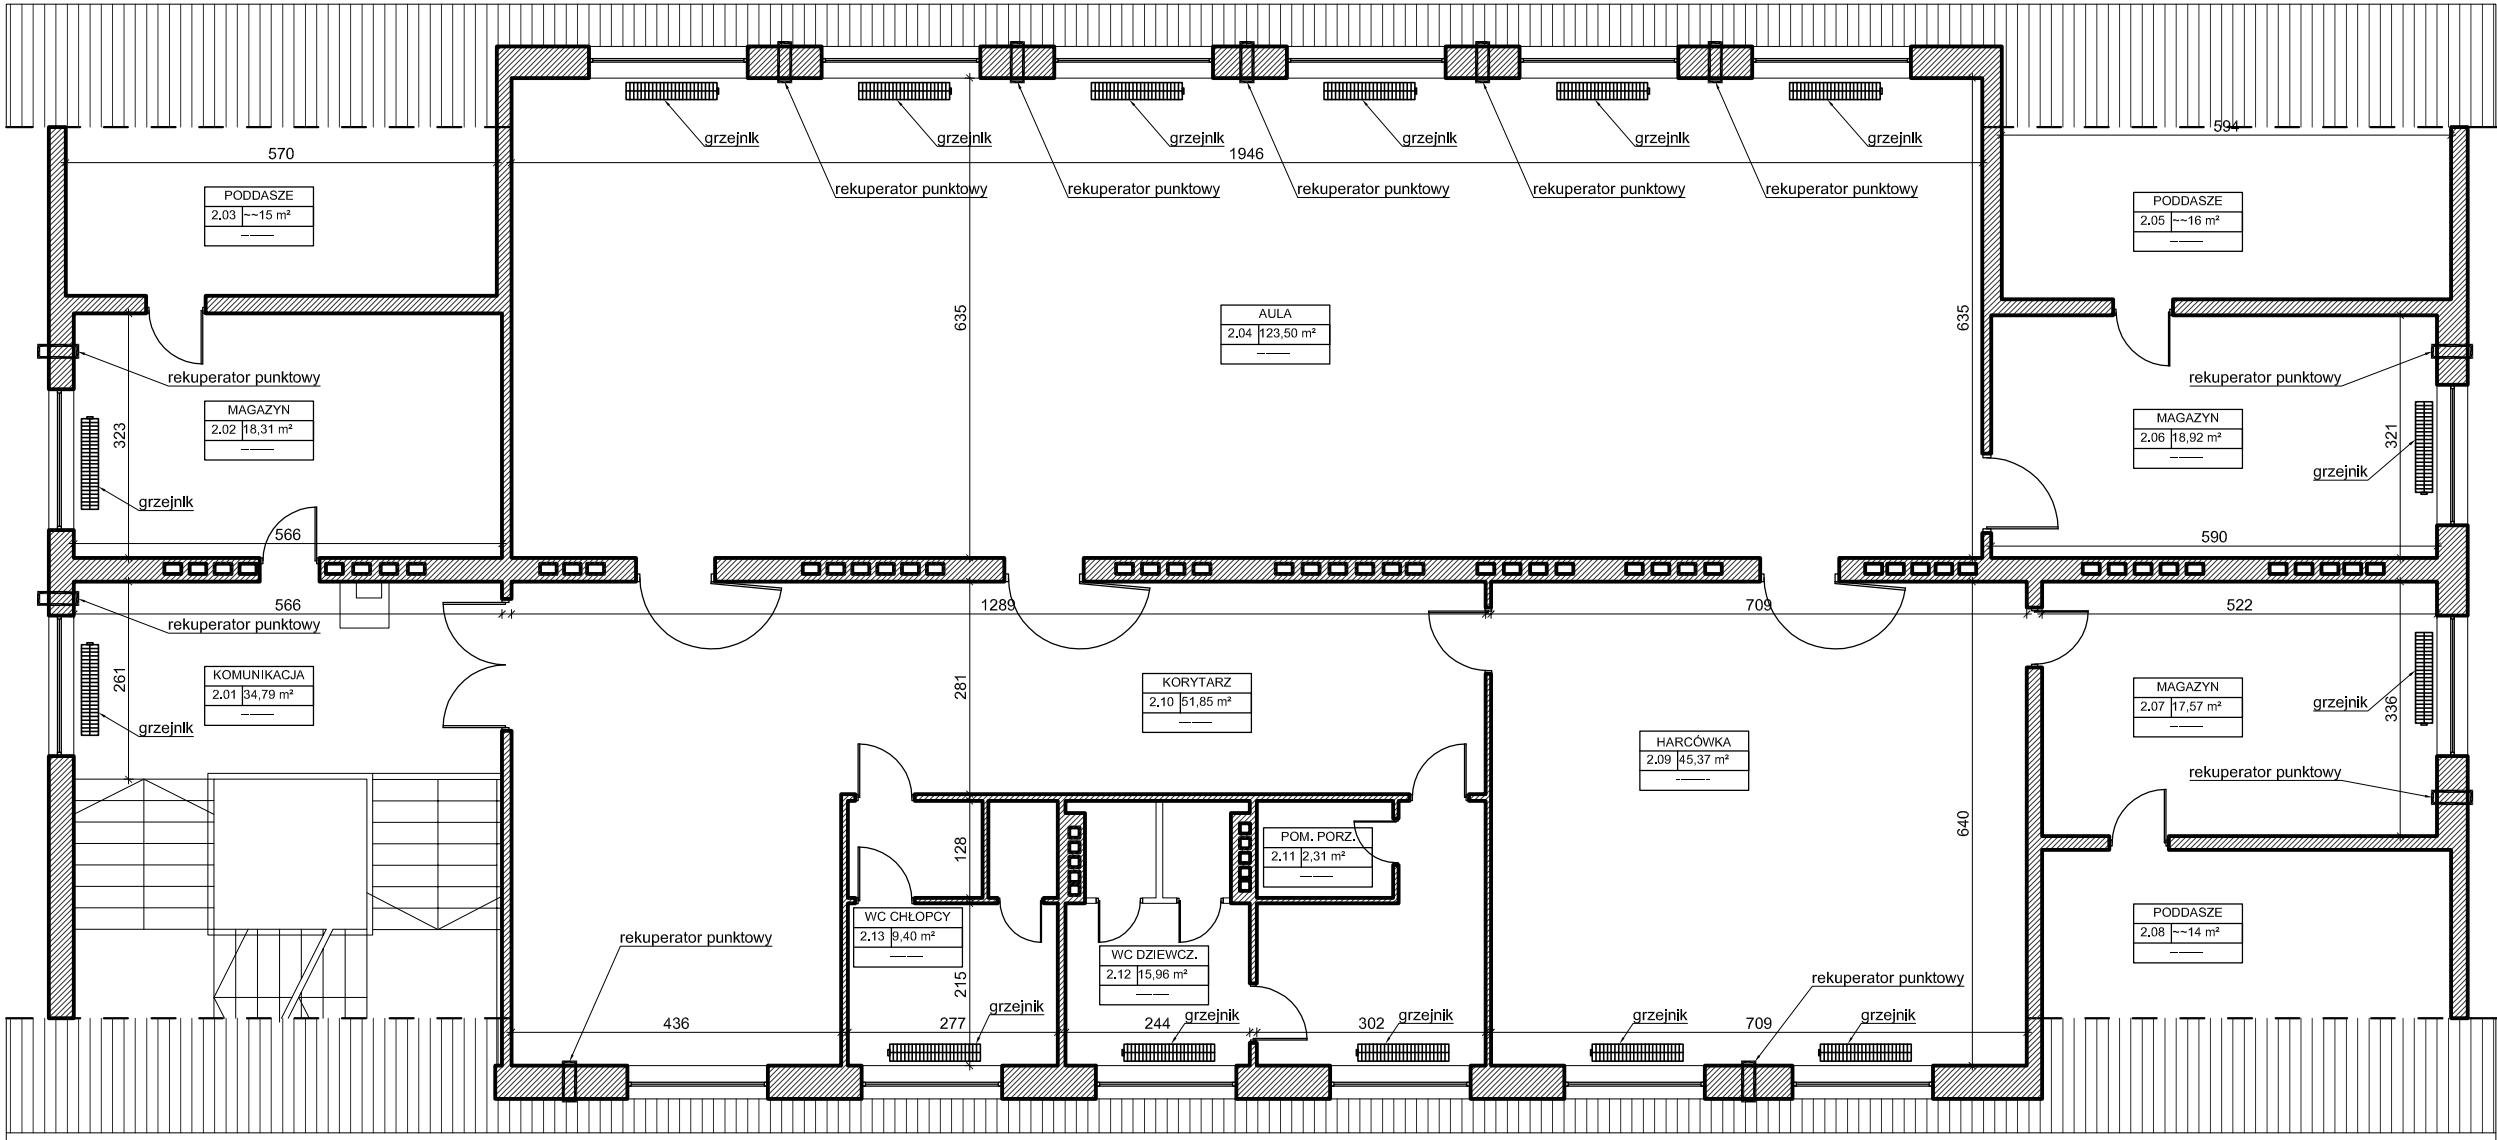 594
570
1946
grzejnik
grzejnik
grzejnik
grzejnik
grzejnik
grzejnik
rekuperator punktowy
rekuperator punktowy
rekuperator punktowy
rekuperator punktowy
rekuperator punktowy
PODDASZE
2.03 ~~15 m²
PODDASZE
2.05 ~~16 m²
635
635
AULA
2.04 123,50 m²
rekuperator punktowy
rekuperator punktowy
MAGAZYN
2.02 18,31 m²
323
grzejnik
MAGAZYN
2.06 18,92 m²
321
grzejnik
566
590
566
1289
709
522
rekuperator punktowy
KOMUNIKACJA
2.01 34,79 m²
261
grzejnik
281
KORYTARZ
2.10 51,85 m²
MAGAZYN
2.07 17,57 m²
336
grzejnik
HARCÓWKA
2.09 45,37 m²
rekuperator punktowy
128
POM. PORZ.
2.11 2,31 m²
640
WC CHŁOPCY
2.13 9,40 m²
PODDASZE
2.08 ~~14 m²
rekuperator punktowy
WC DZIEWCZ.
2.12 15,96 m²
215
rekuperator punktowy
grzejnik
grzejnik
grzejnik
grzejnik
grzejnik
436
277
244
302
709